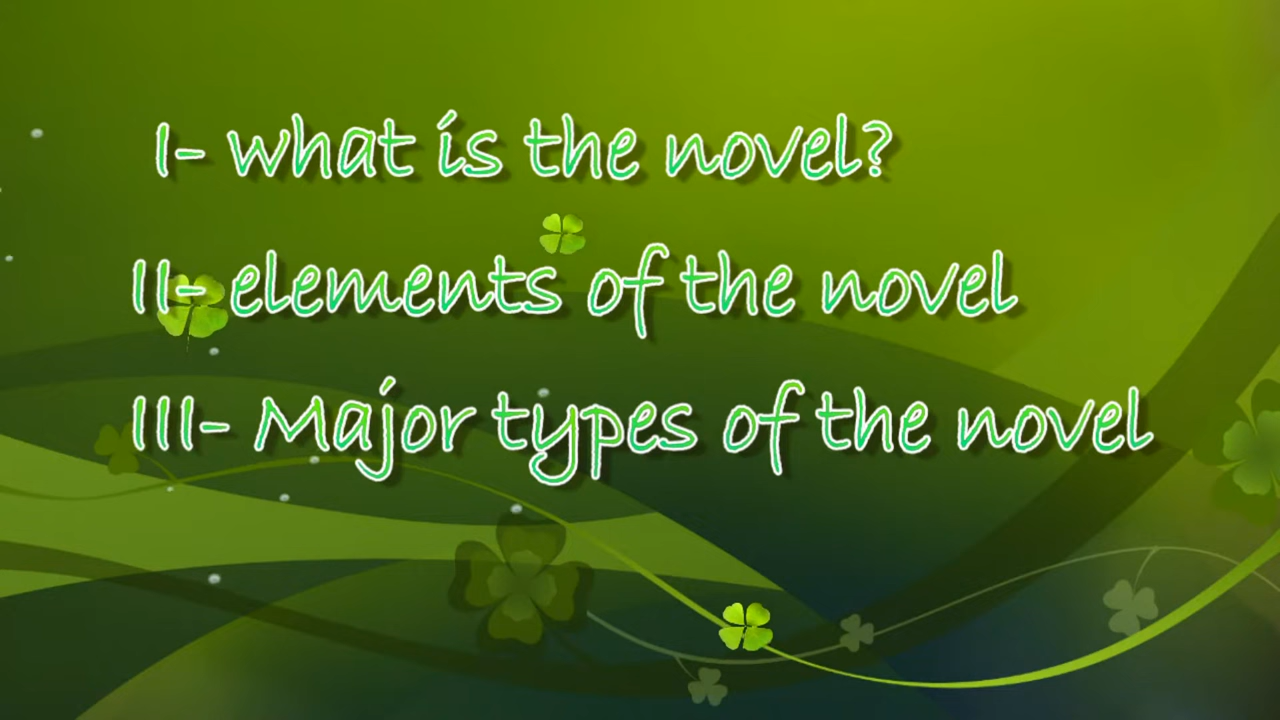 I- what is the novel?
II- elements of the novel
III- Major types of the novel